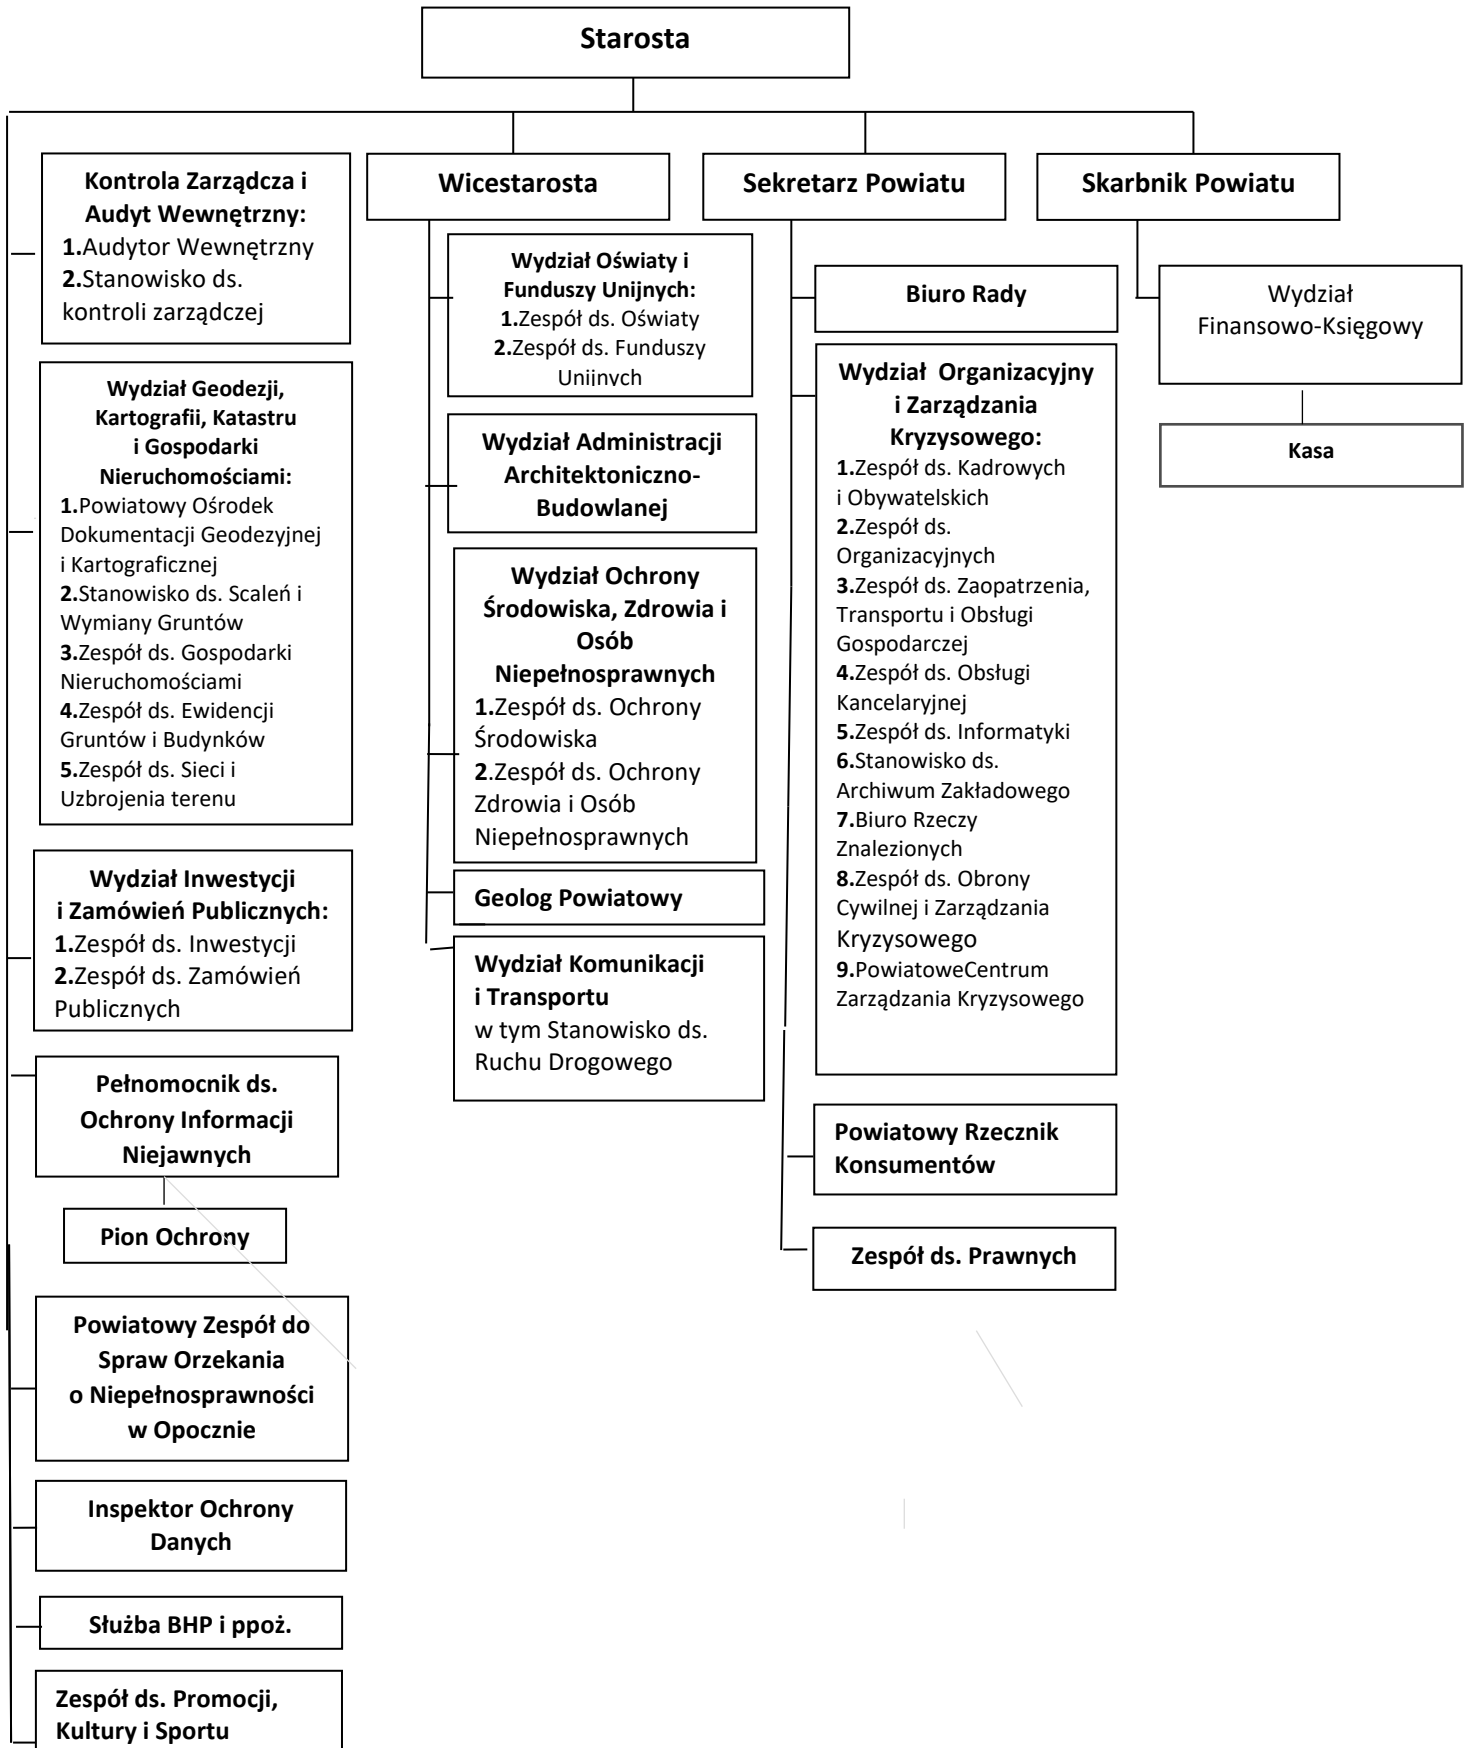 Starosta
Kontrola Zarządcza i
Audyt Wewnętrzny:
1.Audytor Wewnętrzny
2.Stanowisko ds.
kontroli zarządczej
Wydział Geodezji,
Kartografii, Katastru
i Gospodarki
Nieruchomościami:
1.Powiatowy Ośrodek
Dokumentacji Geodezyjnej
i Kartograficznej
2.Stanowisko ds. Scaleń i
Wymiany Gruntów
3.Zespół ds. Gospodarki
Nieruchomościami
4.Zespół ds. Ewidencji
Gruntów i Budynków
5.Zespół ds. Sieci i
Uzbrojenia terenu
Wydział Inwestycji
i Zamówień Publicznych:
1.Zespół ds. Inwestycji
2.Zespół ds. Zamówień
Publicznych
Pełnomocnik ds.
Ochrony Informacji
Niejawnych
Pion Ochrony
Powiatowy Zespół do
Spraw Orzekania
o Niepełnosprawności
w Opocznie
Inspektor Ochrony
Danych
Służba BHP i ppoż.
Zespół ds. Promocji,
Kultury i Sportu
Wicestarosta
Wydział Oświaty i
Funduszy Unijnych:
1.Zespół ds. Oświaty
2.Zespół ds. Funduszy
Unijnych
Wydział Administracji
Architektoniczno-
Budowlanej
Wydział Ochrony
Środowiska, Zdrowia i
Osób
Niepełnosprawnych
1.Zespół ds. Ochrony
Środowiska
2.Zespół ds. Ochrony
Zdrowia i Osób
Niepełnosprawnych
Geolog Powiatowy
Wydział Komunikacji
i Transportu
w tym Stanowisko ds.
Ruchu Drogowego
Sekretarz Powiatu
Biuro Rady
Wydział Organizacyjny
i Zarządzania
Kryzysowego:
1.Zespół ds. Kadrowych
i Obywatelskich
2.Zespół ds.
Organizacyjnych
3.Zespół ds. Zaopatrzenia,
Transportu i Obsługi
Gospodarczej
4.Zespół ds. Obsługi
Kancelaryjnej
5.Zespół ds. Informatyki
6.Stanowisko ds.
Archiwum Zakładowego
7.Biuro Rzeczy
Znalezionych
8.Zespół ds. Obrony
Cywilnej i Zarządzania
Kryzysowego
9.PowiatoweCentrum
Zarządzania Kryzysowego
Powiatowy Rzecznik
Konsumentów
Zespół ds. Prawnych
Skarbnik Powiatu
Wydział
Finansowo-Księgowy
Kasa